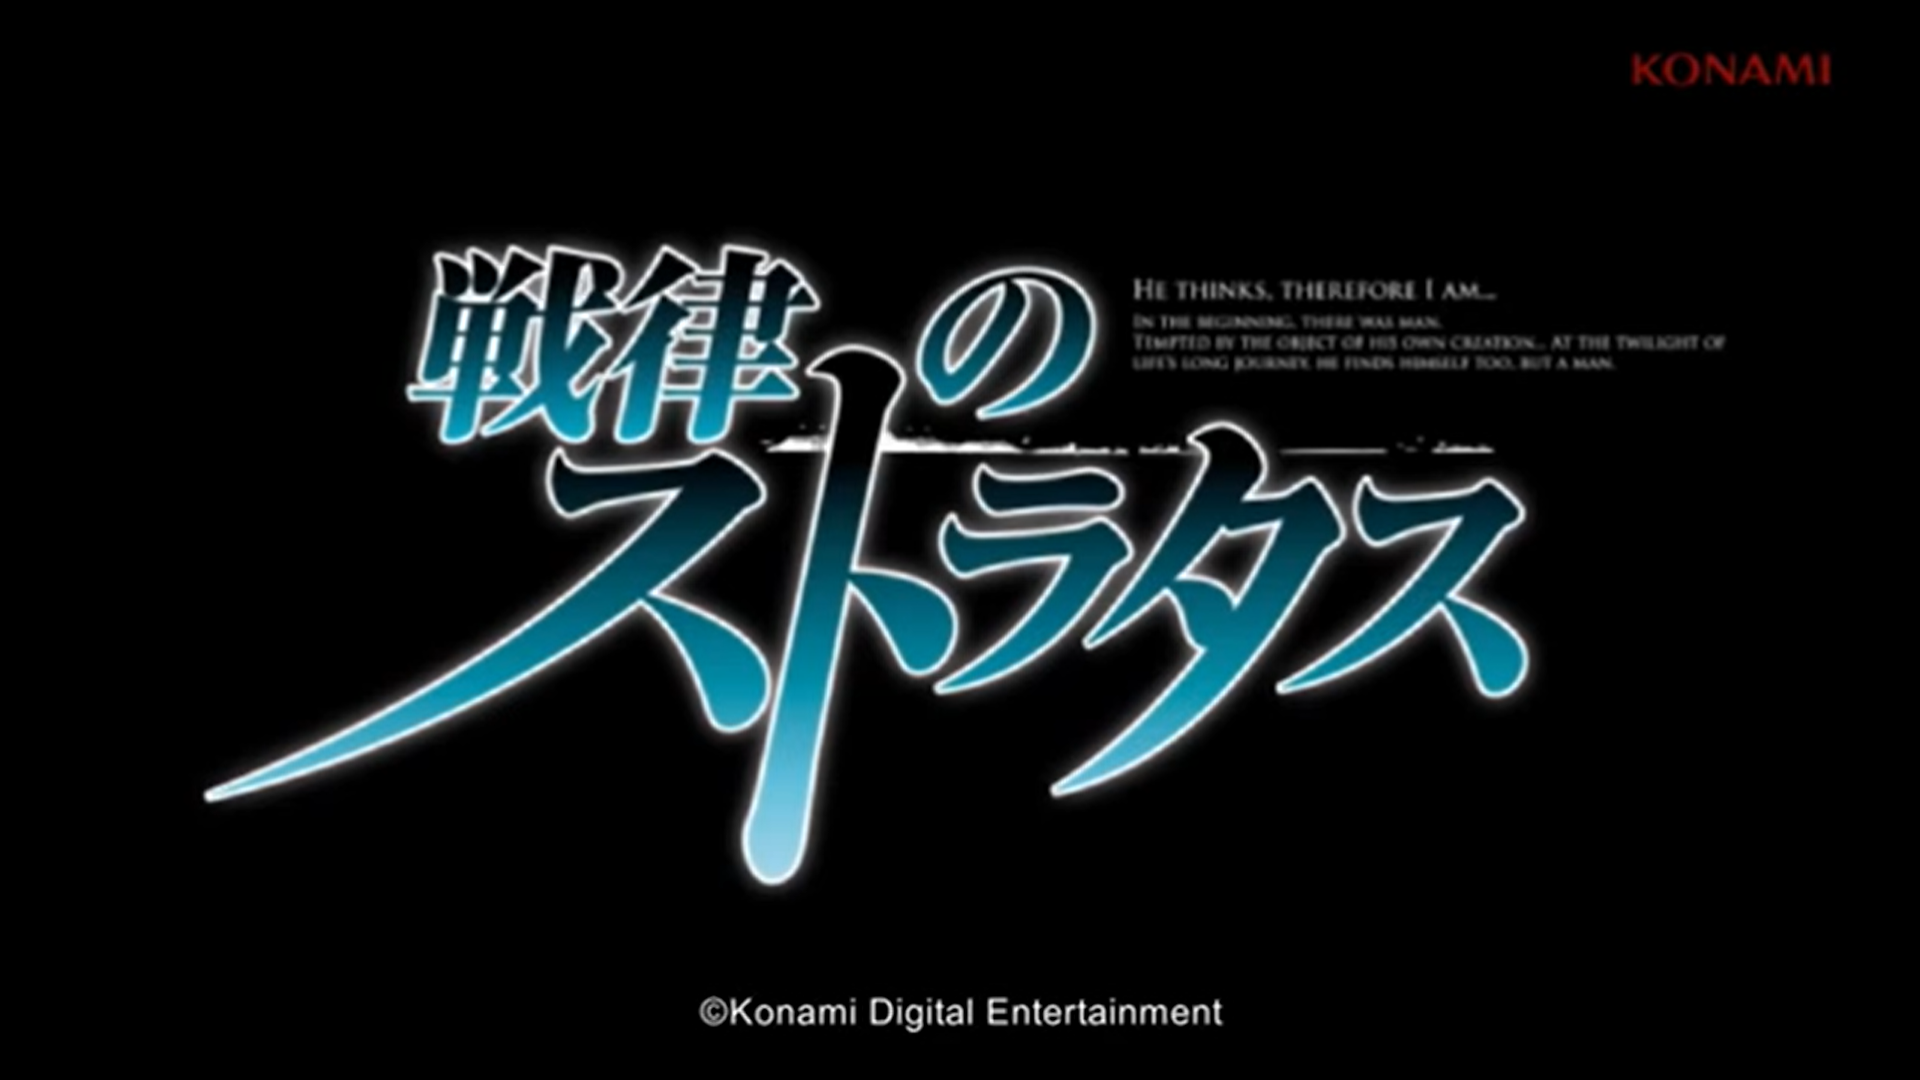 KONAMI
戦律の
HE THINKS, THEREFORE I AM...
IN THE BEGINNING, THERE WAS MAN.
TEMPTED BY THE OBJECT OF HIS OWN CREATION... AT THE TWILIGHT OF
LIFE'S LONG JOURNEY, HE FINDS HIMSELF TOO, BUT A MAN.
ストラタス
©Konami Digital Entertainment